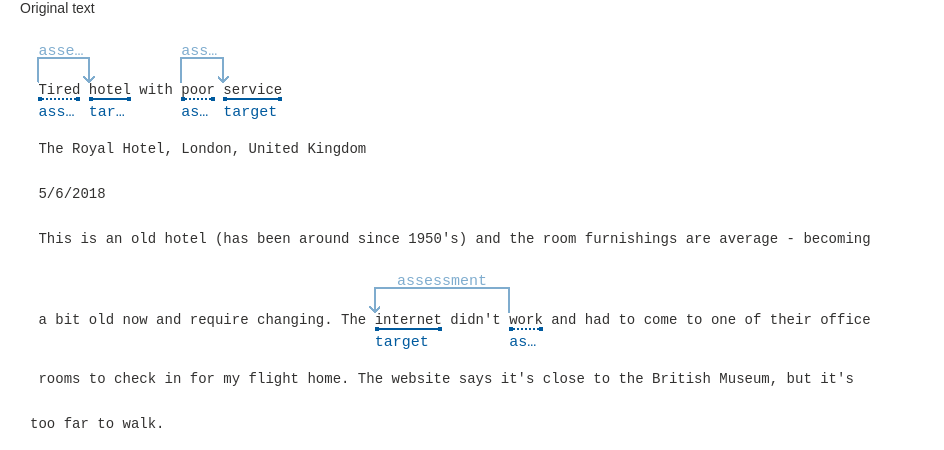 Original text
asse… ass…
Tired hotel with poor service
ass… tar… as… target
The Royal Hotel, London, United Kingdom
5/6/2018
This is an old hotel (has been around since 1950's) and the room furnishings are average - becoming
assessment
a bit old now and require changing. The internet didn't work and had to come to one of their office
target as…
rooms to check in for my flight home. The website says it's close to the British Museum, but it's
too far to walk.